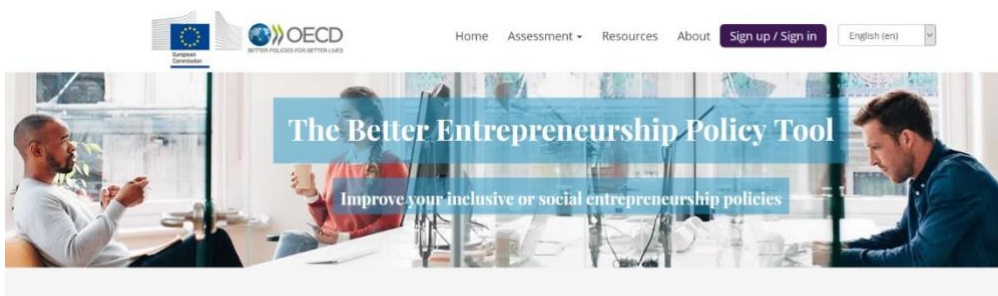 OECD
BETTER POLICIES FOR BETTER LIVES
European
Commission
Home Assessment Resources About Sign up / Sign in English (en)
The Better Entrepreneurship Policy Tool
Improve your inclusive or social entrepreneurship policies